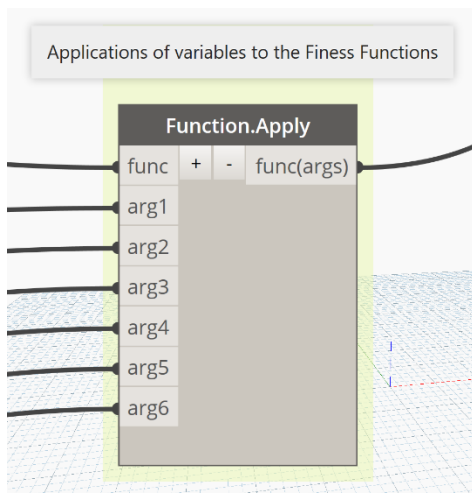 Applications of variables to the Finess Functions
Function.Apply
func + - func(args)
arg1
arg2
arg3
arg4
arg5
arg6